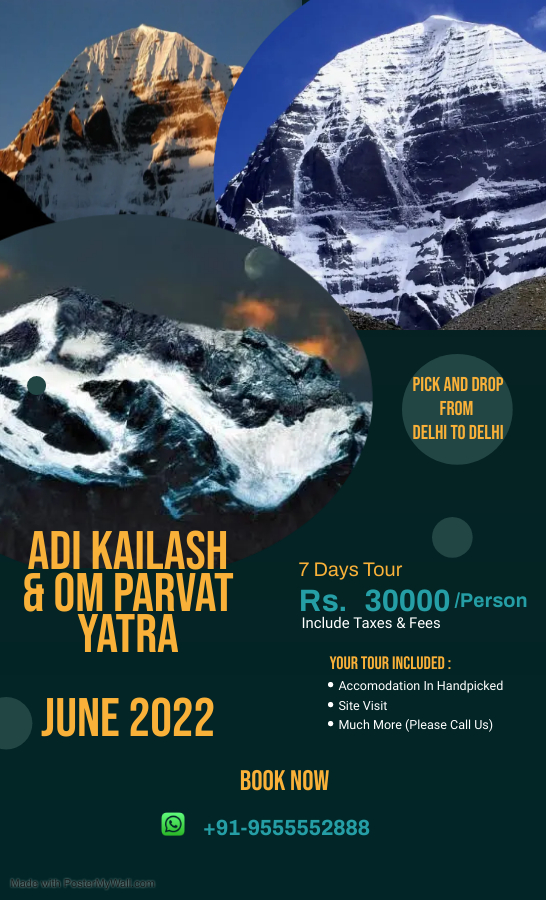 PICK AND DROP
FROM
DELHI TO DELHI
ADI KAILASH
& OM PARVAT
YATRA
JUNE 2022
7 Days Tour
Rs. 30000 /Person
Include Taxes & Fees
YOUR TOUR INCLUDED :
Accomodation In Handpicked
Site Visit
Much More (Please Call Us)
BOOK NOW
+91-9555552888
Made with PosterMyWall.com